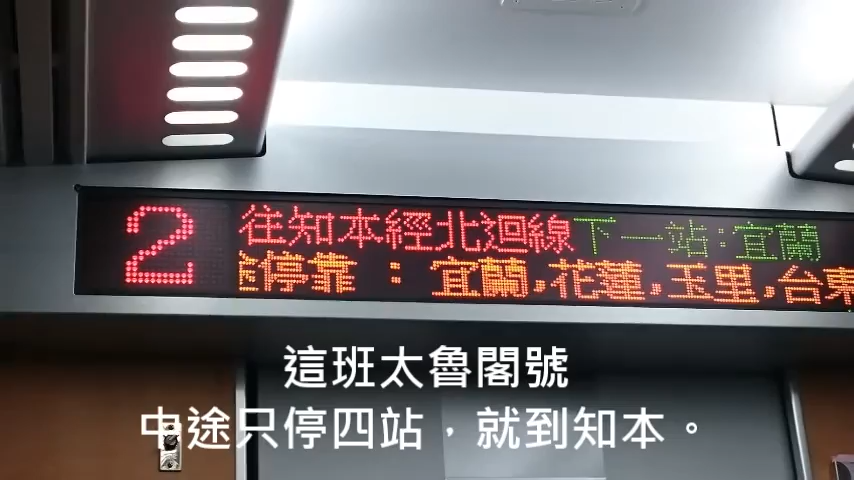 2
往知本經北迴線下一站:宜蘭
停靠 : 宜蘭,花蓮,玉里,台東
這班太魯閣號
中途只停四站，就到知本。